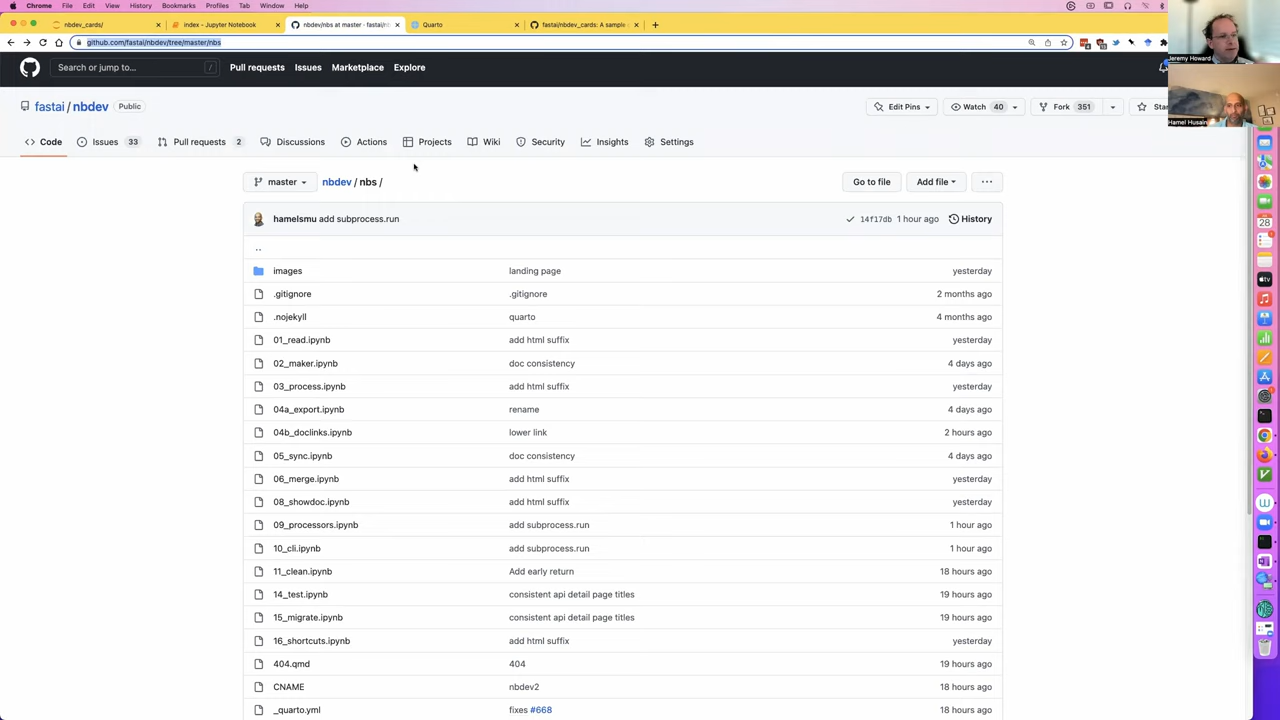 Chrome File Edit View History Bookmarks Profiles Tab Window Help
nbdev_cards/ × index - Jupyter Notebook × nbdev/nbs at master · fastai/n × Quarto × fastai/nbdev_cards: A sample × +
github.com/fastai/nbdev/tree/master/nbs
Search or jump to... / Pull requests Issues Marketplace Explore
Jeremy Howard
Hamel Husain
fastai / nbdev Public
Edit Pins Watch 40 Fork 351 Star
Code Issues 33 Pull requests 2 Discussions Actions Projects Wiki Security Insights Settings
master nbdev / nbs / Go to file Add file ...
hamelsmu add subprocess.run 14f17db 1 hour ago History
..
images landing page yesterday
.gitignore .gitignore 2 months ago
.nojekyll quarto 4 months ago
01_read.ipynb add html suffix yesterday
02_maker.ipynb doc consistency 4 days ago
03_process.ipynb add html suffix yesterday
04a_export.ipynb rename 4 days ago
04b_doclinks.ipynb lower link 2 hours ago
05_sync.ipynb doc consistency 4 days ago
06_merge.ipynb add html suffix yesterday
08_showdoc.ipynb add html suffix yesterday
09_processors.ipynb add subprocess.run 1 hour ago
10_cli.ipynb add subprocess.run 1 hour ago
11_clean.ipynb Add early return 18 hours ago
14_test.ipynb consistent api detail page titles 19 hours ago
15_migrate.ipynb consistent api detail page titles 19 hours ago
16_shortcuts.ipynb add html suffix yesterday
404.qmd 404 19 hours ago
CNAME nbdev2 18 hours ago
_quarto.yml fixes #668 18 hours ago
28
tv